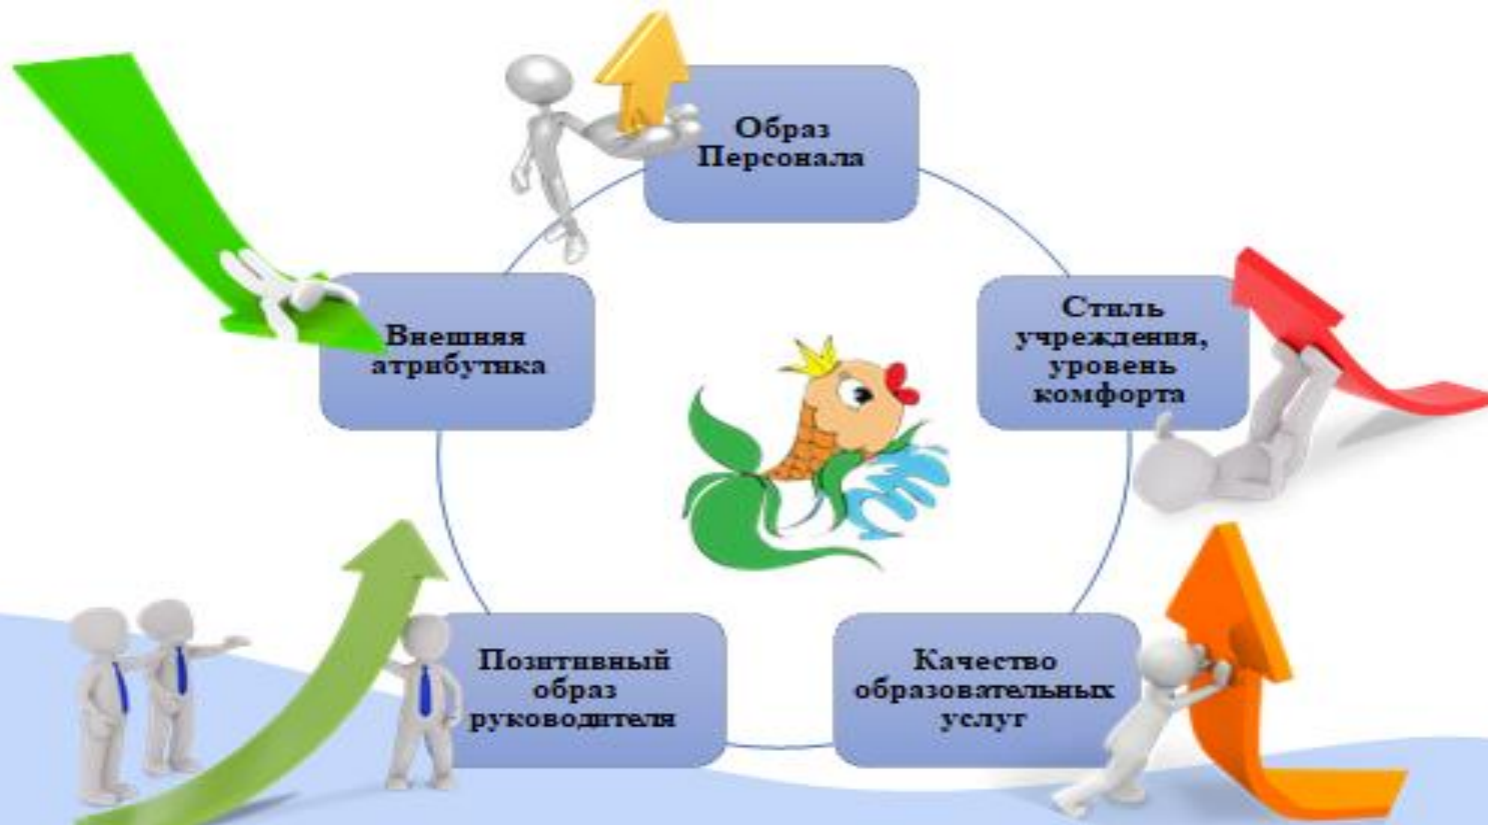 Образ
Персонала
Стиль
учреждения,
уровень
комфорта
Качество
образовательных
услуг
Позитивный
образ
руководителя
Внешняя
атрибутика